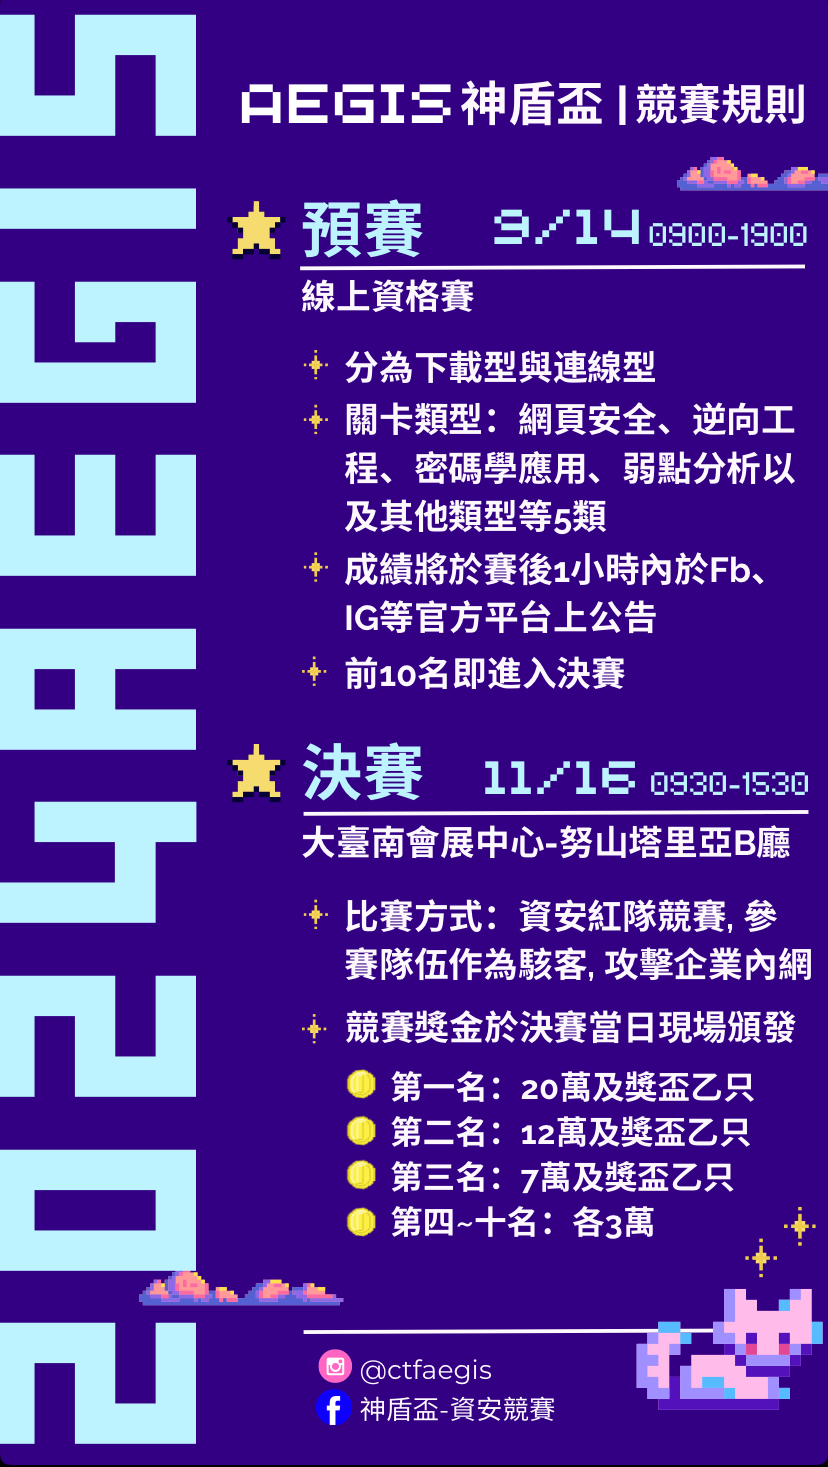 2024 AEGIS
AEGIS 神盾盃 | 競賽規則
預賽 9/14 0900-1900
線上資格賽
分為下載型與連線型
關卡類型：網頁安全、逆向工
程、密碼學應用、弱點分析以
及其他類型等5類
成績將於賽後1小時內於Fb、
IG等官方平台上公告
前10名即進入決賽
決賽 11/16 0930-1530
大臺南會展中心-努山塔里亞B廳
比賽方式：資安紅隊競賽, 參
賽隊伍作為駭客, 攻擊企業內網
競賽獎金於決賽當日現場頒發
第一名：20萬及獎盃乙只
第二名：12萬及獎盃乙只
第三名：7萬及獎盃乙只
第四~十名：各3萬
@ctfaegis
神盾盃-資安競賽